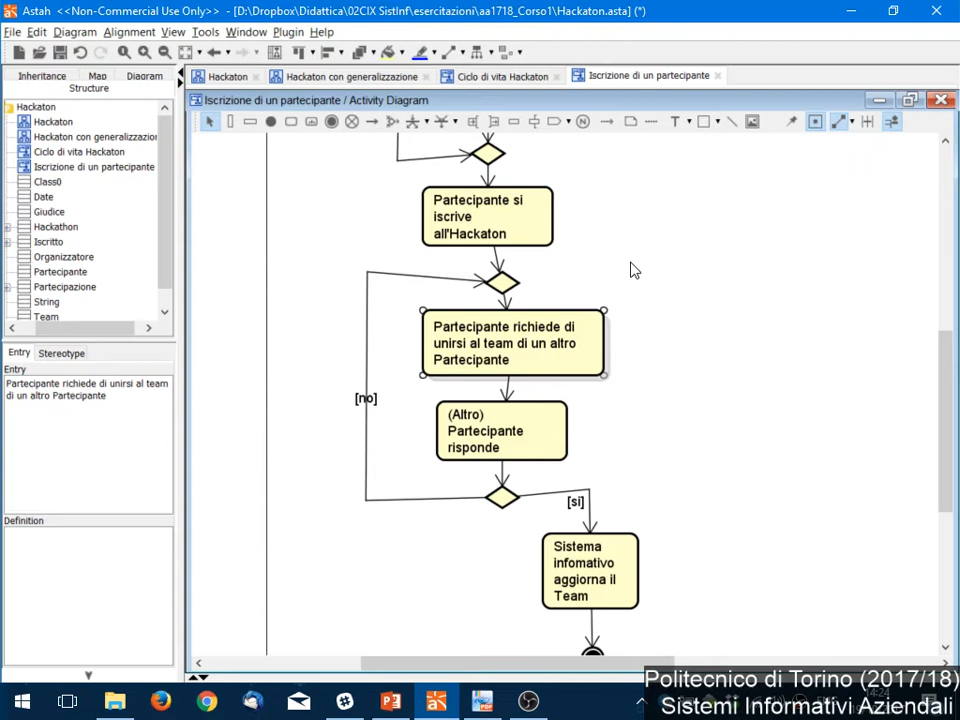 Astah <<Non-Commercial Use Only>> - [D:\Dropbox\Didattica\02CIX SistInf\esercitazioni\aa1718_Corso1\Hackaton.asta] (*)
File Edit Diagram Alignment View Tools Window Plugin Help
Inheritance Map Diagram
Structure
Hackaton
Hackaton
Hackaton con generalizzazion
Ciclo di vita Hackaton
Iscrizione di un partecipante
Class0
Date
Giudice
Hackathon
Iscritto
Organizzatore
Partecipante
Partecipazione
String
Team
Entry Stereotype
Entry
Partecipante richiede di unirsi al team
di un altro Partecipante
Definition
Hackaton Hackaton con generalizzazione Ciclo di vita Hackaton Iscrizione di un partecipante
Iscrizione di un partecipante / Activity Diagram
T
N
Partecipante si
iscrive
all'Hackaton
Partecipante richiede di
unirsi al team di un altro
Partecipante
[no]
(Altro)
Partecipante
risponde
[si]
Sistema
infomativo
aggiorna il
Team
Politecnico di Torino (2017/18)
14:24
Sistemi Informativi Aziendali